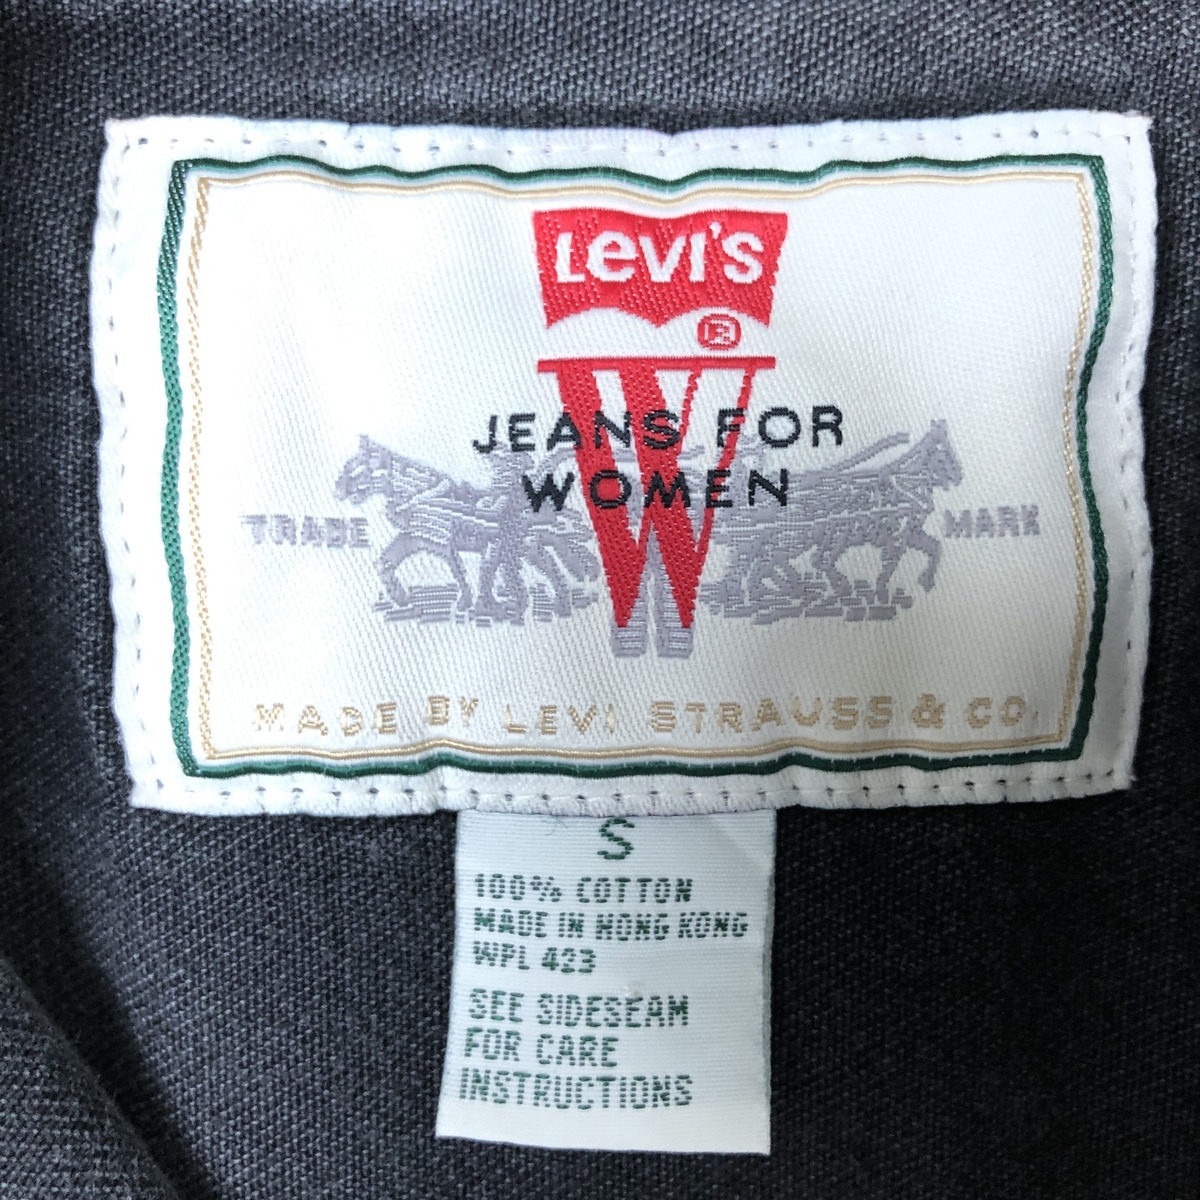 Levi's
®
W
JEANS FOR
WOMEN
TRADE MARK
MADE BY LEVI STRAUSS & CO.
S
100% COTTON
MADE IN HONG KONG
WPL 423
SEE SIDESEAM
FOR CARE
INSTRUCTIONS